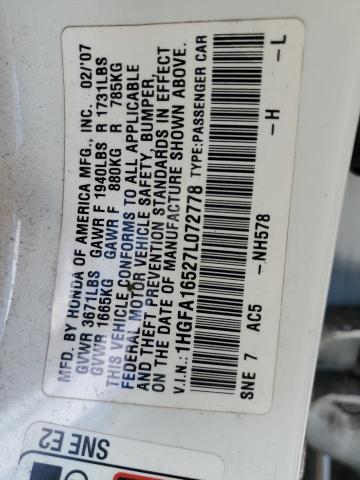 MFD. BY HONDA OF AMERICA MFG., INC. 02/'07
GVWR 3671LBS GAWR F 1940LBS R 1731LBS
GVWR 1665KG GAWR F 880KG R 785KG
THIS VEHICLE CONFORMS TO ALL APPLICABLE
FEDERAL MOTOR VEHICLE SAFETY, BUMPER,
AND THEFT PREVENTION STANDARDS IN EFFECT
ON THE DATE OF MANUFACTURE SHOWN ABOVE.
V.I.N.: 1HGFA16527L072778 TYPE:PASSENGER CAR
SNE 7 AC5 -.NH578 -H -L
SNE E2